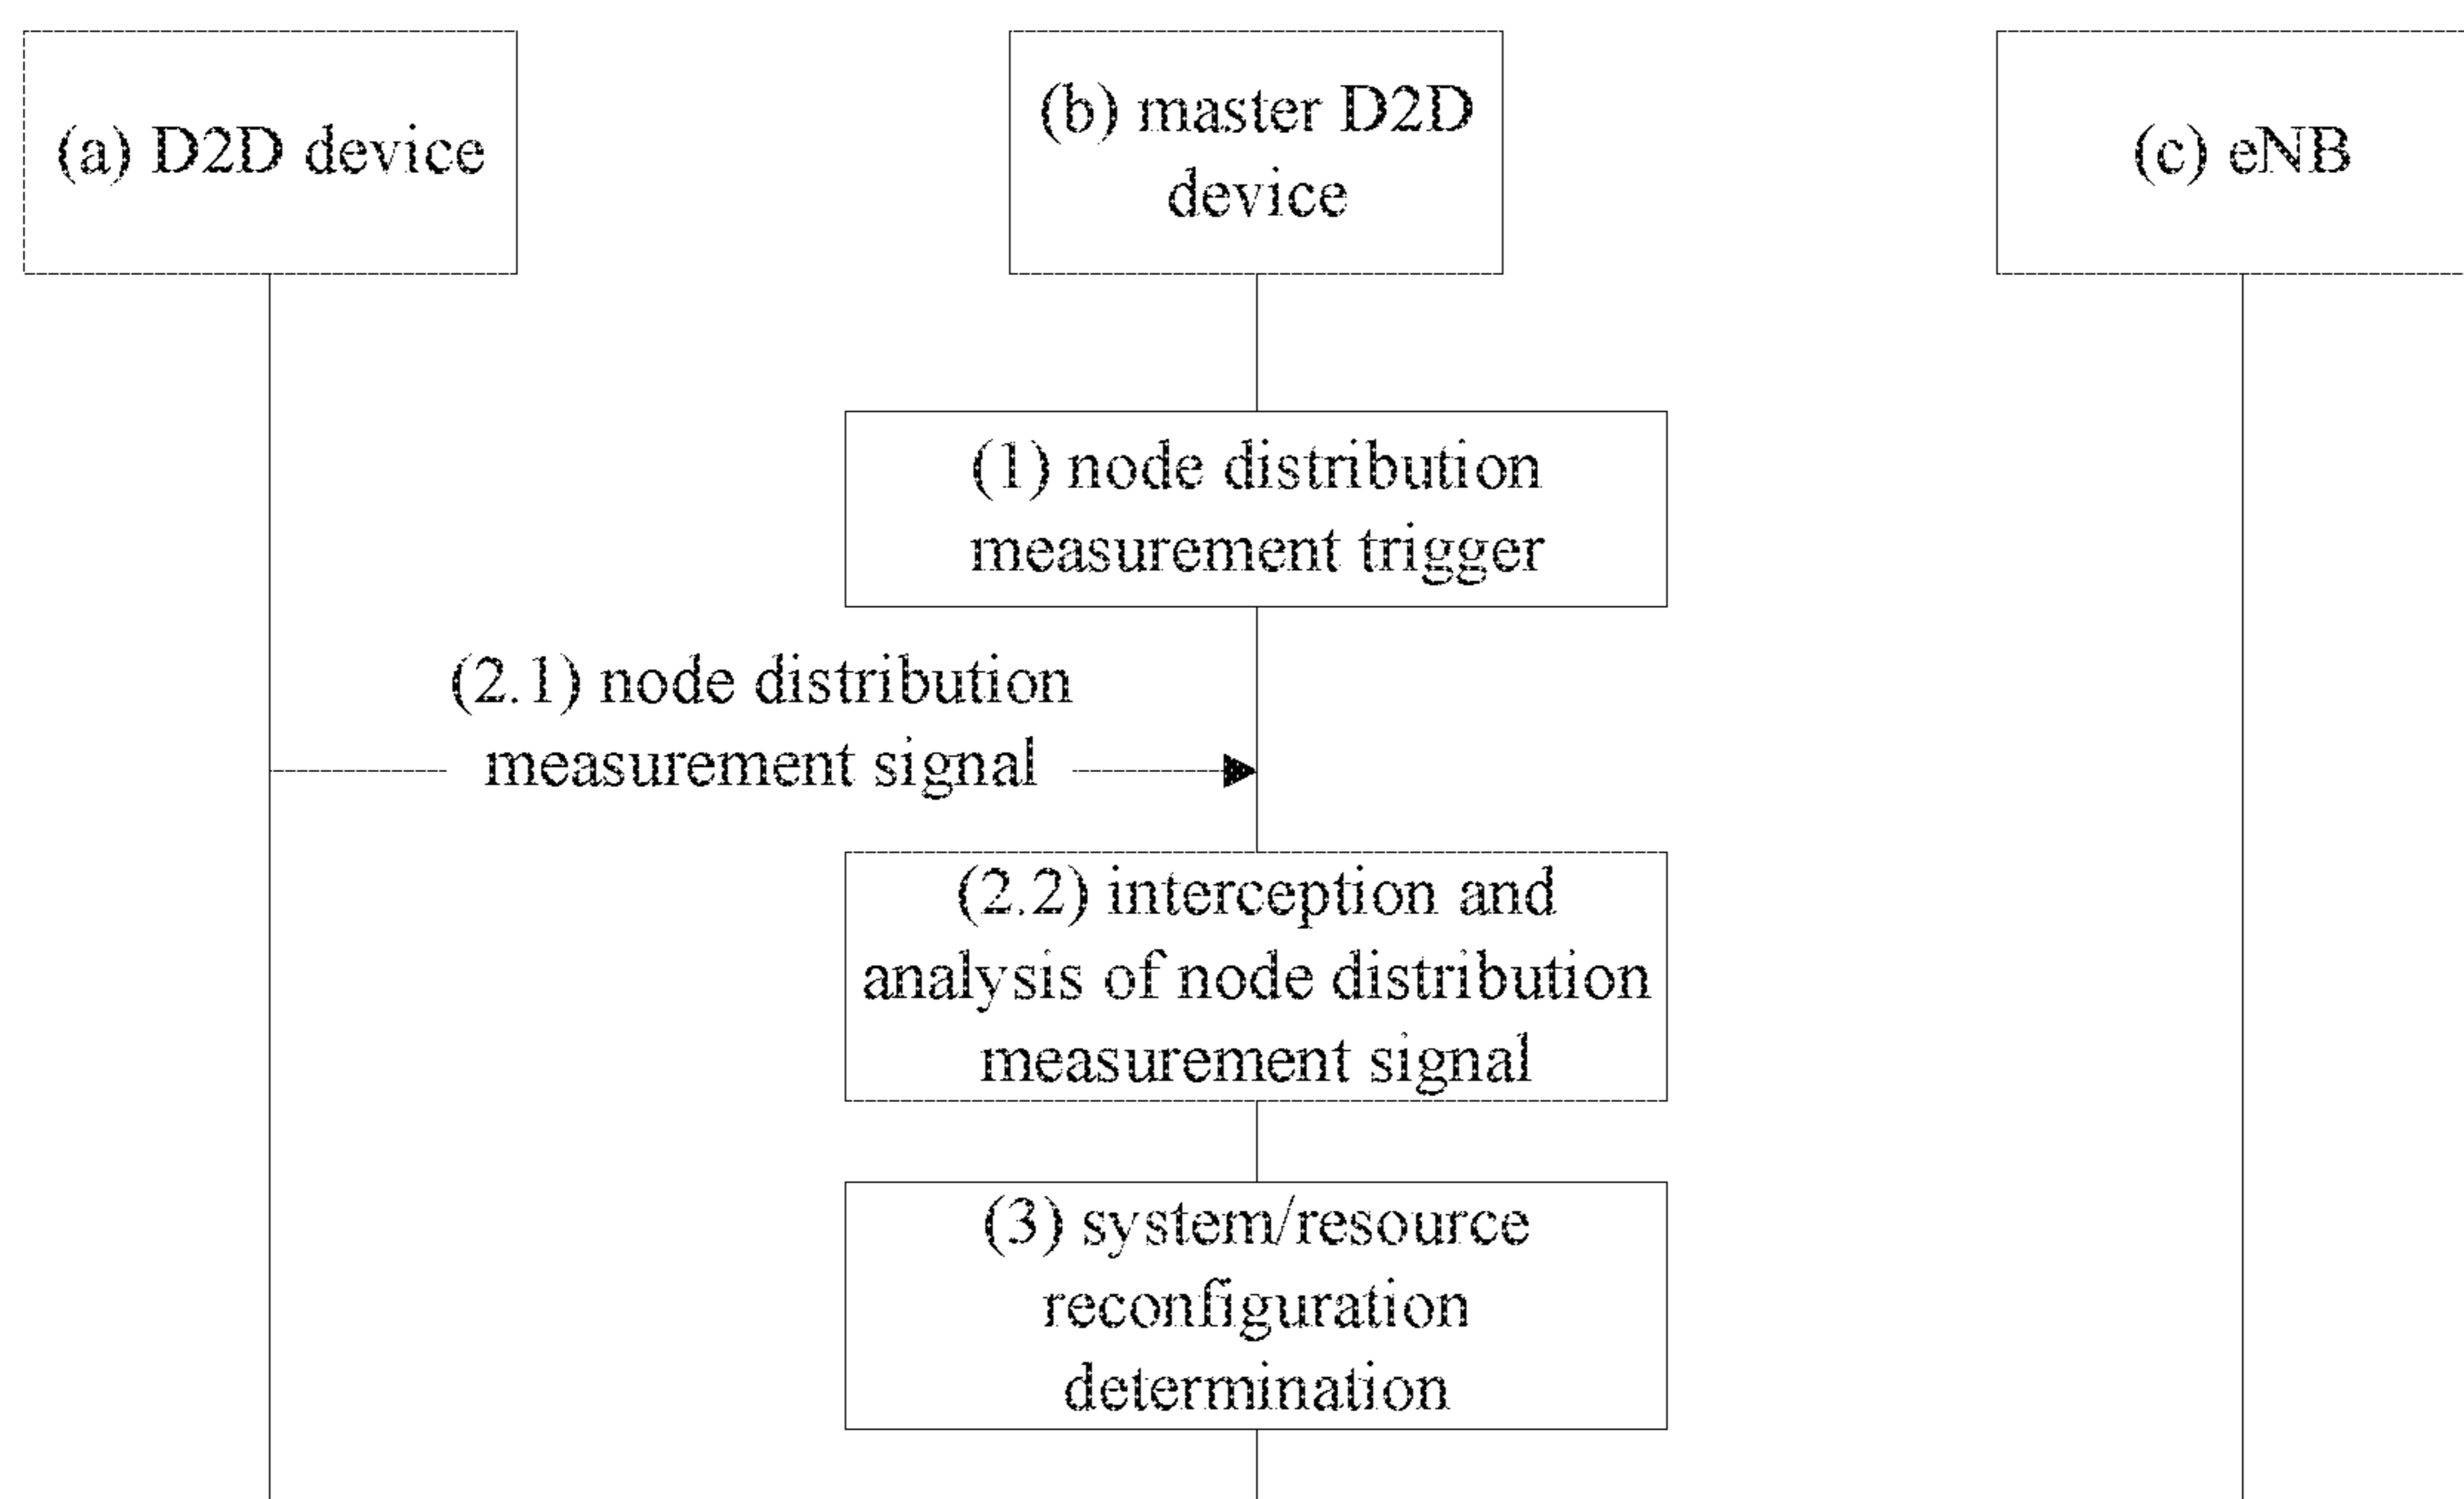 (a) D2D device
(b) master D2D
device
(c) eNB
(1) node distribution
measurement trigger
(2.1) node distribution
measurement signal
(2.2) interception and
analysis of node distribution
measurement signal
(3) system/resource
reconfiguration
determination